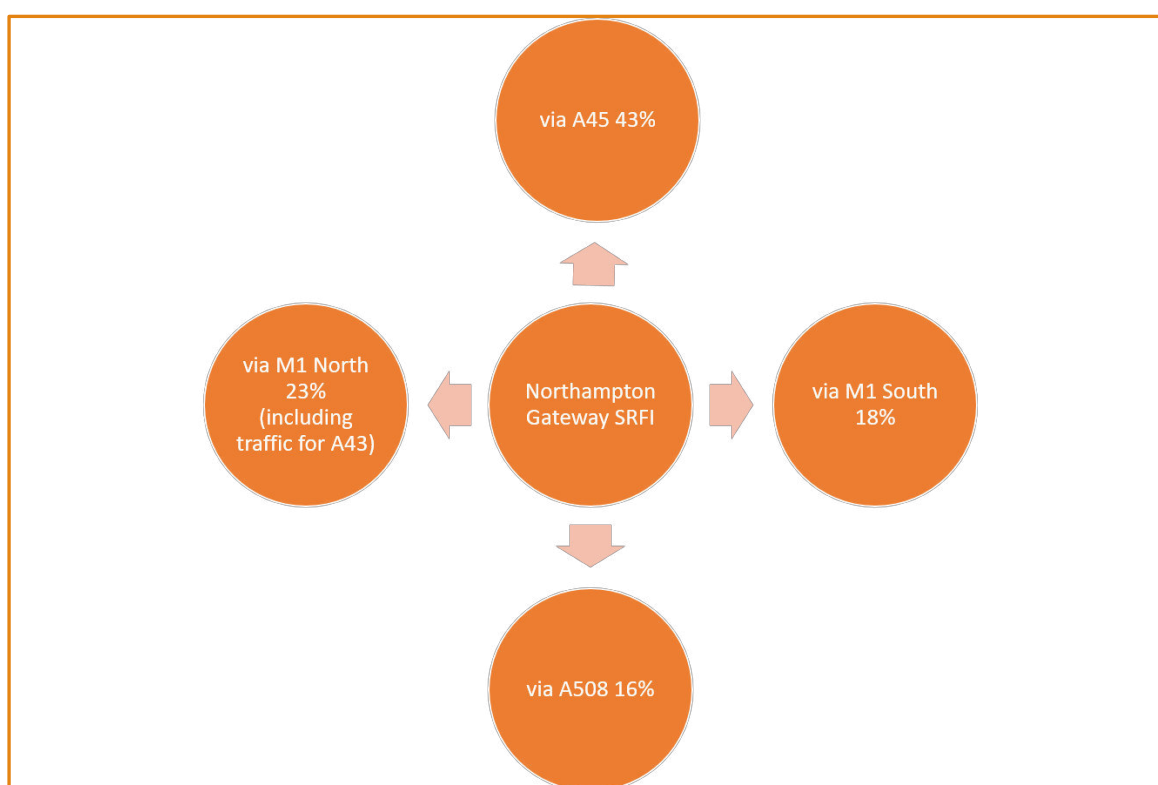 via A45 43%
via M1 North
23%
(including
traffic for A43)
Northampton
Gateway SRFI
via M1 South
18%
via A508 16%